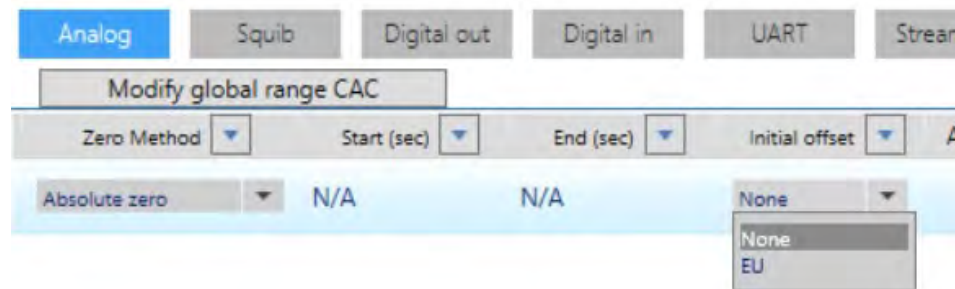 Analog Squib Digital out Digital in UART Strear
Modify global range CAC
Zero Method Start (sec) End (sec) Initial offset A
Absolute zero N/A N/A None
None
EU